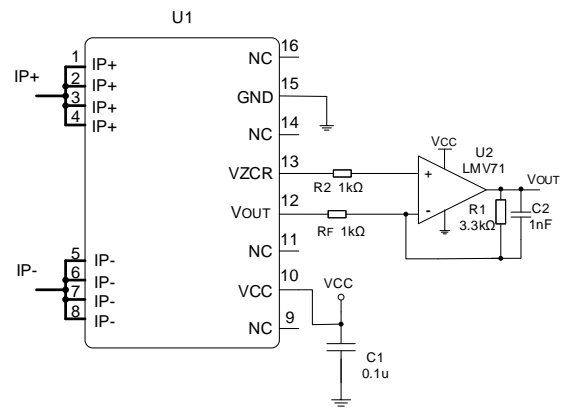 U1
16
NC
1
IP+
2
IP+
IP+
3
IP+
4
IP+
15
GND
14
NC
13
VZCR
R2 1kΩ
12
VOUT
RF 1kΩ
VCC
U2
LMV71
+
-
VOUT
R1
3.3kΩ
C2
1nF
11
NC
5
IP-
6
IP-
IP-
7
IP-
8
IP-
10
VCC
VCC
9
NC
C1
0.1u